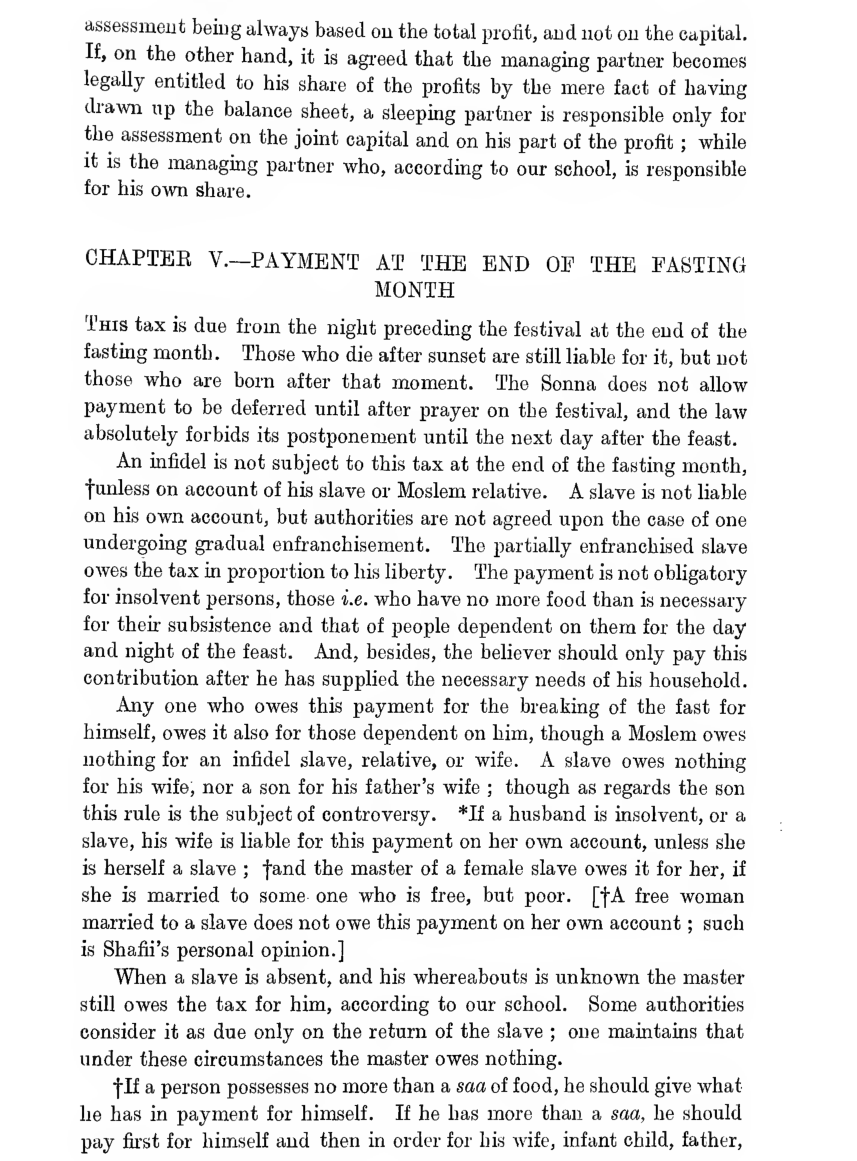 assessment being always based on the total profit, and not on the capital.
If, on the other hand, it is agreed that the managing partner becomes
legally entitled to his share of the profits by the mere fact of having
drawn up the balance sheet, a sleeping partner is responsible only for
the assessment on the joint capital and on his part of the profit ; while
it is the managing partner who, according to our school, is responsible
for his own share.
CHAPTER V.—PAYMENT AT THE END OF THE FASTING
MONTH
THIS tax is due from the night preceding the festival at the end of the
fasting month. Those who die after sunset are still liable for it, but not
those who are born after that moment. The Sonna does not allow
payment to be deferred until after prayer on the festival, and the law
absolutely forbids its postponement until the next day after the feast.
An infidel is not subject to this tax at the end of the fasting month,
†unless on account of his slave or Moslem relative. A slave is not liable
on his own account, but authorities are not agreed upon the case of one
undergoing gradual enfranchisement. The partially enfranchised slave
owes the tax in proportion to his liberty. The payment is not obligatory
for insolvent persons, those i.e. who have no more food than is necessary
for their subsistence and that of people dependent on them for the day
and night of the feast. And, besides, the believer should only pay this
contribution after he has supplied the necessary needs of his household.
Any one who owes this payment for the breaking of the fast for
himself, owes it also for those dependent on him, though a Moslem owes
nothing for an infidel slave, relative, or wife. A slave owes nothing
for his wife, nor a son for his father's wife ; though as regards the son
this rule is the subject of controversy. *If a husband is insolvent, or a
slave, his wife is liable for this payment on her own account, unless she
is herself a slave ; †and the master of a female slave owes it for her, if
she is married to some one who is free, but poor. [†A free woman
married to a slave does not owe this payment on her own account ; such
is Shafii's personal opinion.]
When a slave is absent, and his whereabouts is unknown the master
still owes the tax for him, according to our school. Some authorities
consider it as due only on the return of the slave ; one maintains that
under these circumstances the master owes nothing.
†If a person possesses no more than a saa of food, he should give what
he has in payment for himself. If he has more than a saa, he should
pay first for himself and then in order for his wife, infant child, father,